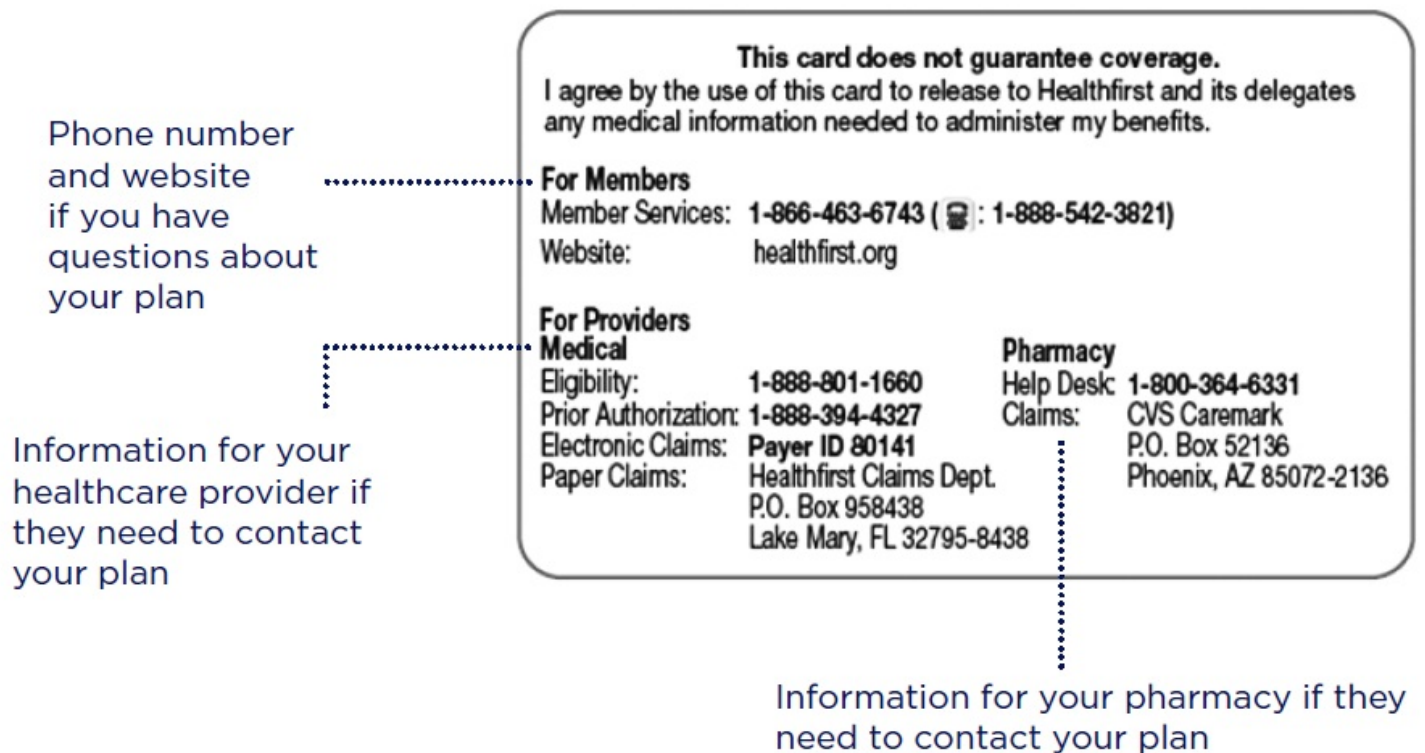 This card does not guarantee coverage.
I agree by the use of this card to release to Healthfirst and its delegates
any medical information needed to administer my benefits.
Phone number
and website
if you have
questions about
your plan
For Members
Member Services: 1-866-463-6743 ( : 1-888-542-3821)
Website: healthfirst.org
For Providers
Medical
Eligibility: 1-888-801-1660
Prior Authorization: 1-888-394-4327
Electronic Claims: Payer ID 80141
Paper Claims: Healthfirst Claims Dept.
P.O. Box 958438
Lake Mary, FL 32795-8438
Pharmacy
Help Desk: 1-800-364-6331
Claims: CVS Caremark
P.O. Box 52136
Phoenix, AZ 85072-2136
Information for your
healthcare provider if
they need to contact
your plan
Information for your pharmacy if they
need to contact your plan